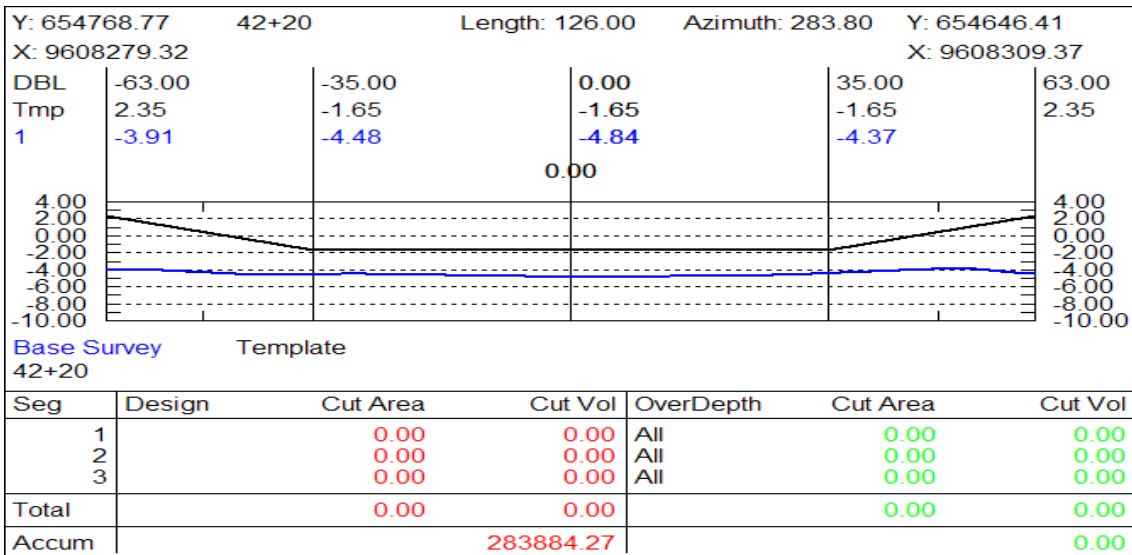 Y: 654768.77 42+20 Length: 126.00 Azimuth: 283.80 Y: 654646.41
X: 9608279.32 X: 9608309.37
DBL -63.00 -35.00 0.00 35.00 63.00
Tmp 2.35 -1.65 -1.65 -1.65 2.35
1 -3.91 -4.48 -4.84 -4.37
0.00
4.00 4.00
2.00 2.00
0.00 0.00
-2.00 -2.00
-4.00 -4.00
-6.00 -6.00
-8.00 -8.00
-10.00 -10.00
Base Survey Template
42+20
Seg Design Cut Area Cut Vol OverDepth Cut Area Cut Vol
1 0.00 0.00 All 0.00 0.00
2 0.00 0.00 All 0.00 0.00
3 0.00 0.00 All 0.00 0.00
Total 0.00 0.00 0.00 0.00
Accum 283884.27 0.00